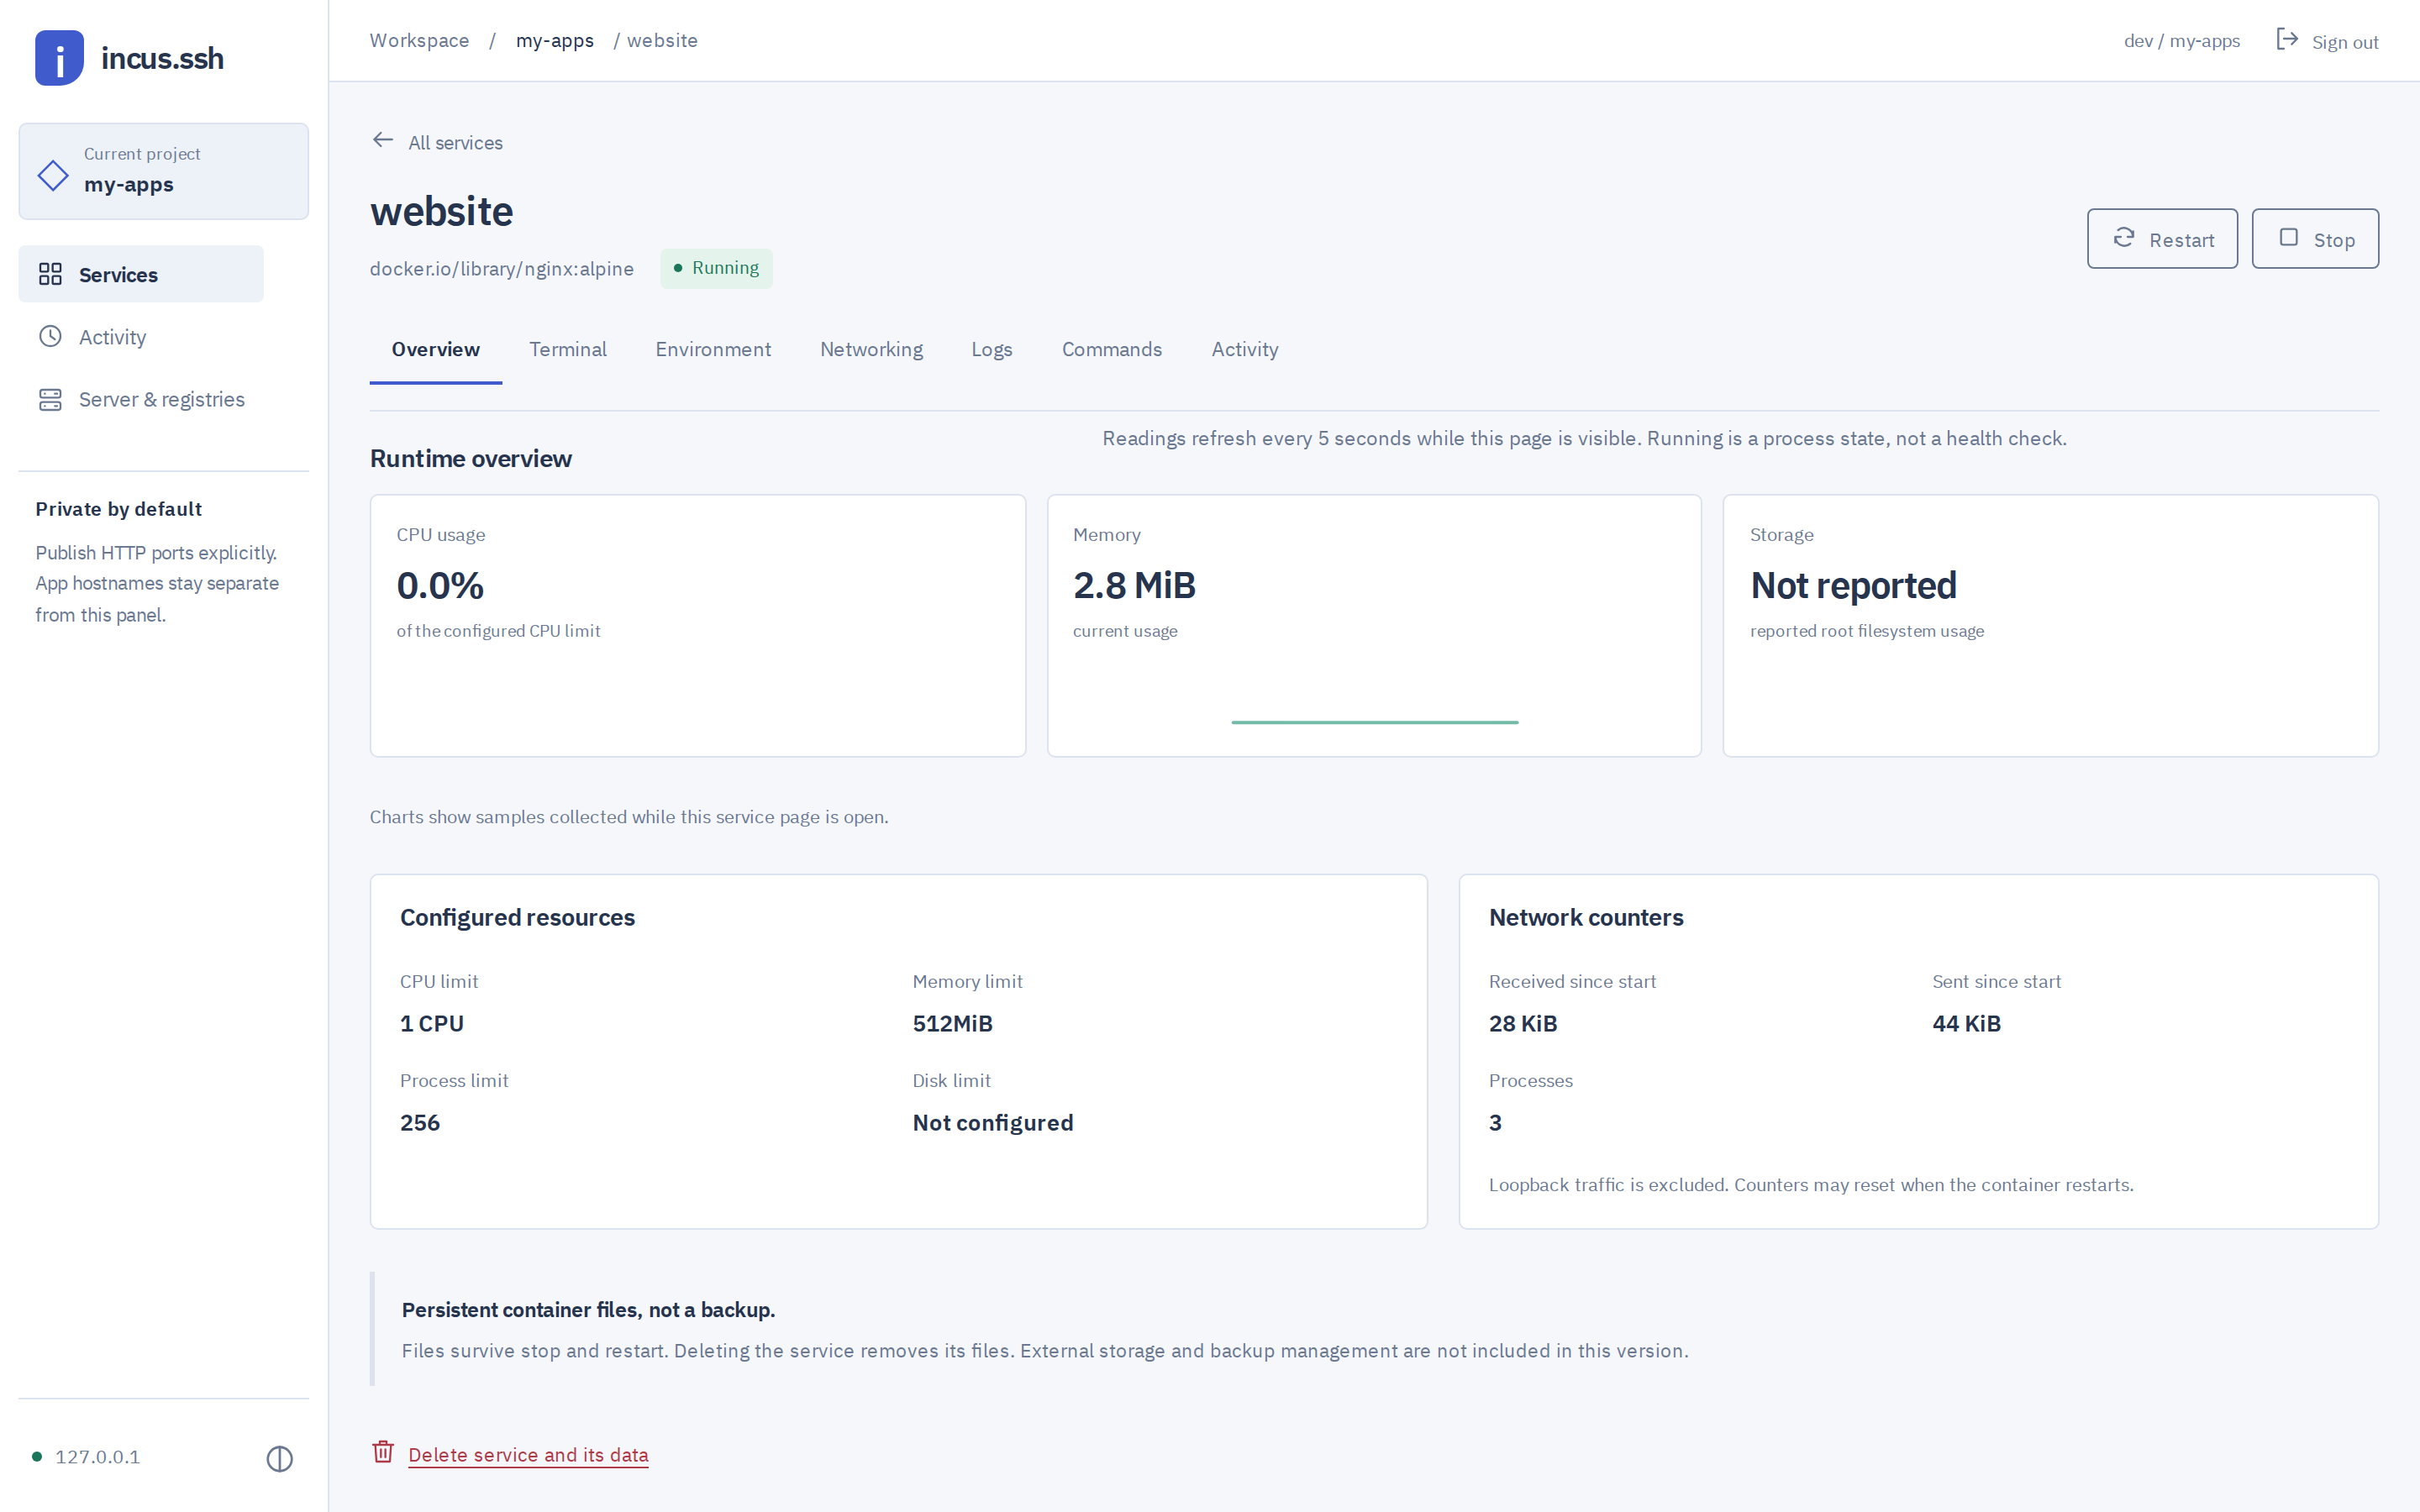 incus.ssh
Current project
my-apps
Services
Activity
Server & registries
Private by default
Publish HTTP ports explicitly.
App hostnames stay separate
from this panel.
127.0.0.1
Workspace / my-apps / website
dev / my-apps
Sign out
All services
website
docker.io/library/nginx:alpine
Running
Restart
Stop
Overview Terminal Environment Networking Logs Commands Activity
Runtime overview
Readings refresh every 5 seconds while this page is visible. Running is a process state, not a health check.
CPU usage
0.0%
of the configured CPU limit
Memory
2.8 MiB
current usage
Storage
Not reported
reported root filesystem usage
Charts show samples collected while this service page is open.
Configured resources
CPU limit
1 CPU
Memory limit
512MiB
Process limit
256
Disk limit
Not configured
Network counters
Received since start
28 KiB
Sent since start
44 KiB
Processes
3
Loopback traffic is excluded. Counters may reset when the container restarts.
Persistent container files, not a backup.
Files survive stop and restart. Deleting the service removes its files. External storage and backup management are not included in this version.
Delete service and its data